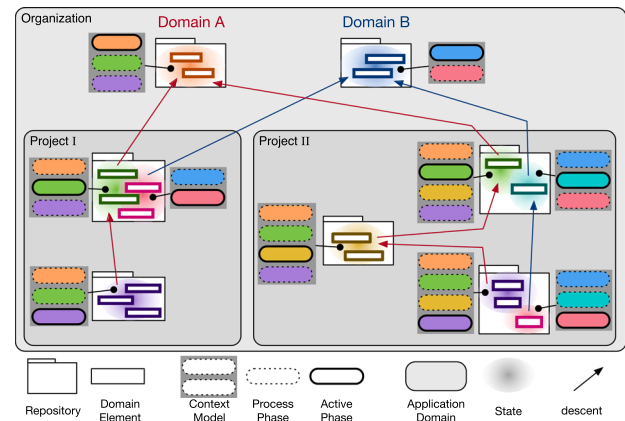 Organization
Domain A
Domain B
Project I
Project II
Repository
Domain
Element
Context
Model
Process
Phase
Active
Phase
Application
Domain
State
descent